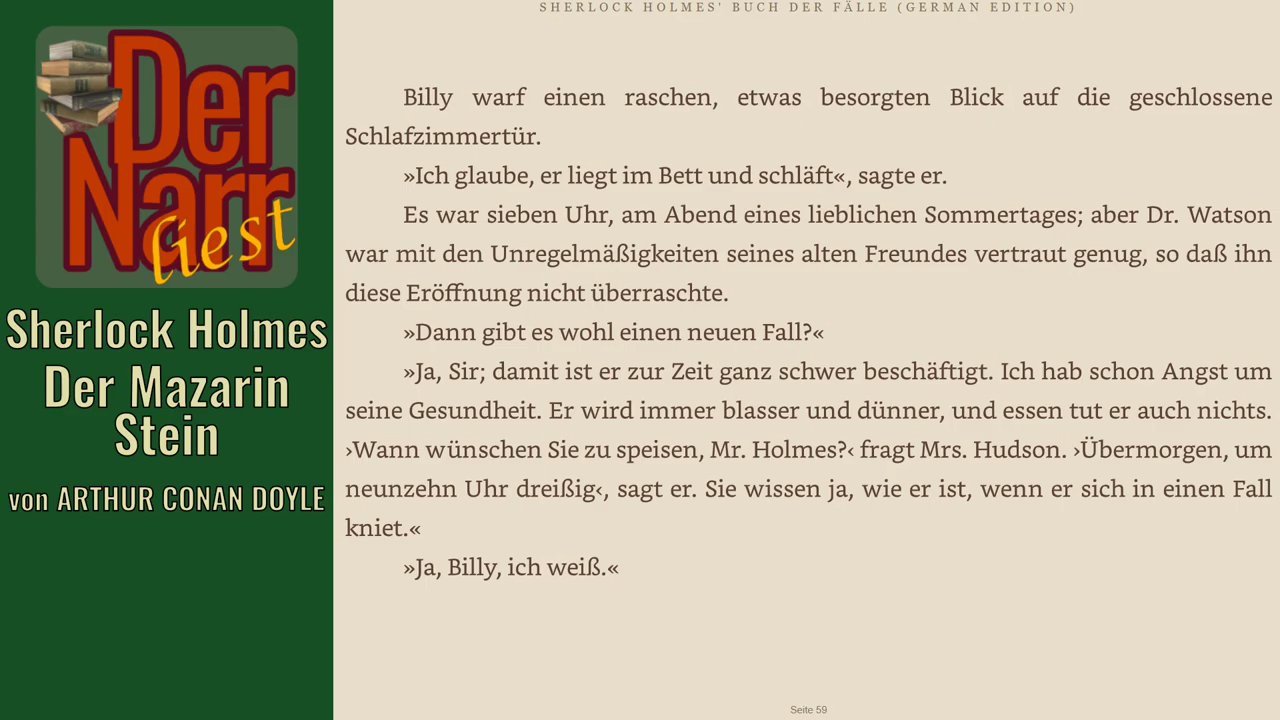 Der
Narr
liest
Sherlock Holmes
Der Mazarin
Stein
von ARTHUR CONAN DOYLE
SHERLOCK HOLMES' BUCH DER FÄLLE (GERMAN EDITION)
Billy warf einen raschen, etwas besorgten Blick auf die geschlossene
Schlafzimmertür.
»Ich glaube, er liegt im Bett und schläft«, sagte er.
Es war sieben Uhr, am Abend eines lieblichen Sommertages; aber Dr. Watson
war mit den Unregelmäßigkeiten seines alten Freundes vertraut genug, so daß ihn
diese Eröffnung nicht überraschte.
»Dann gibt es wohl einen neuen Fall?«
»Ja, Sir; damit ist er zur Zeit ganz schwer beschäftigt. Ich hab schon Angst um
seine Gesundheit. Er wird immer blasser und dünner, und essen tut er auch nichts.
›Wann wünschen Sie zu speisen, Mr. Holmes?‹ fragt Mrs. Hudson. ›Übermorgen, um
neunzehn Uhr dreißig‹, sagt er. Sie wissen ja, wie er ist, wenn er sich in einen Fall
kniet.«
»Ja, Billy, ich weiß.«
Seite 59